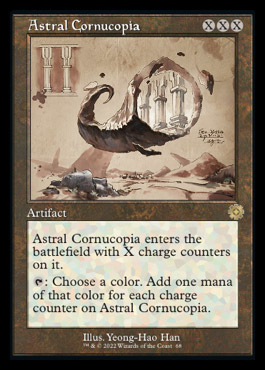 Astral Cornucopia XXX
Artifact
Astral Cornucopia enters the
battlefield with X charge counters
on it.
: Choose a color. Add one mana
of that color for each charge
counter on Astral Cornucopia.
Illus. Yeong-Hao Han
™ & © 2022 Wizards of the Coast